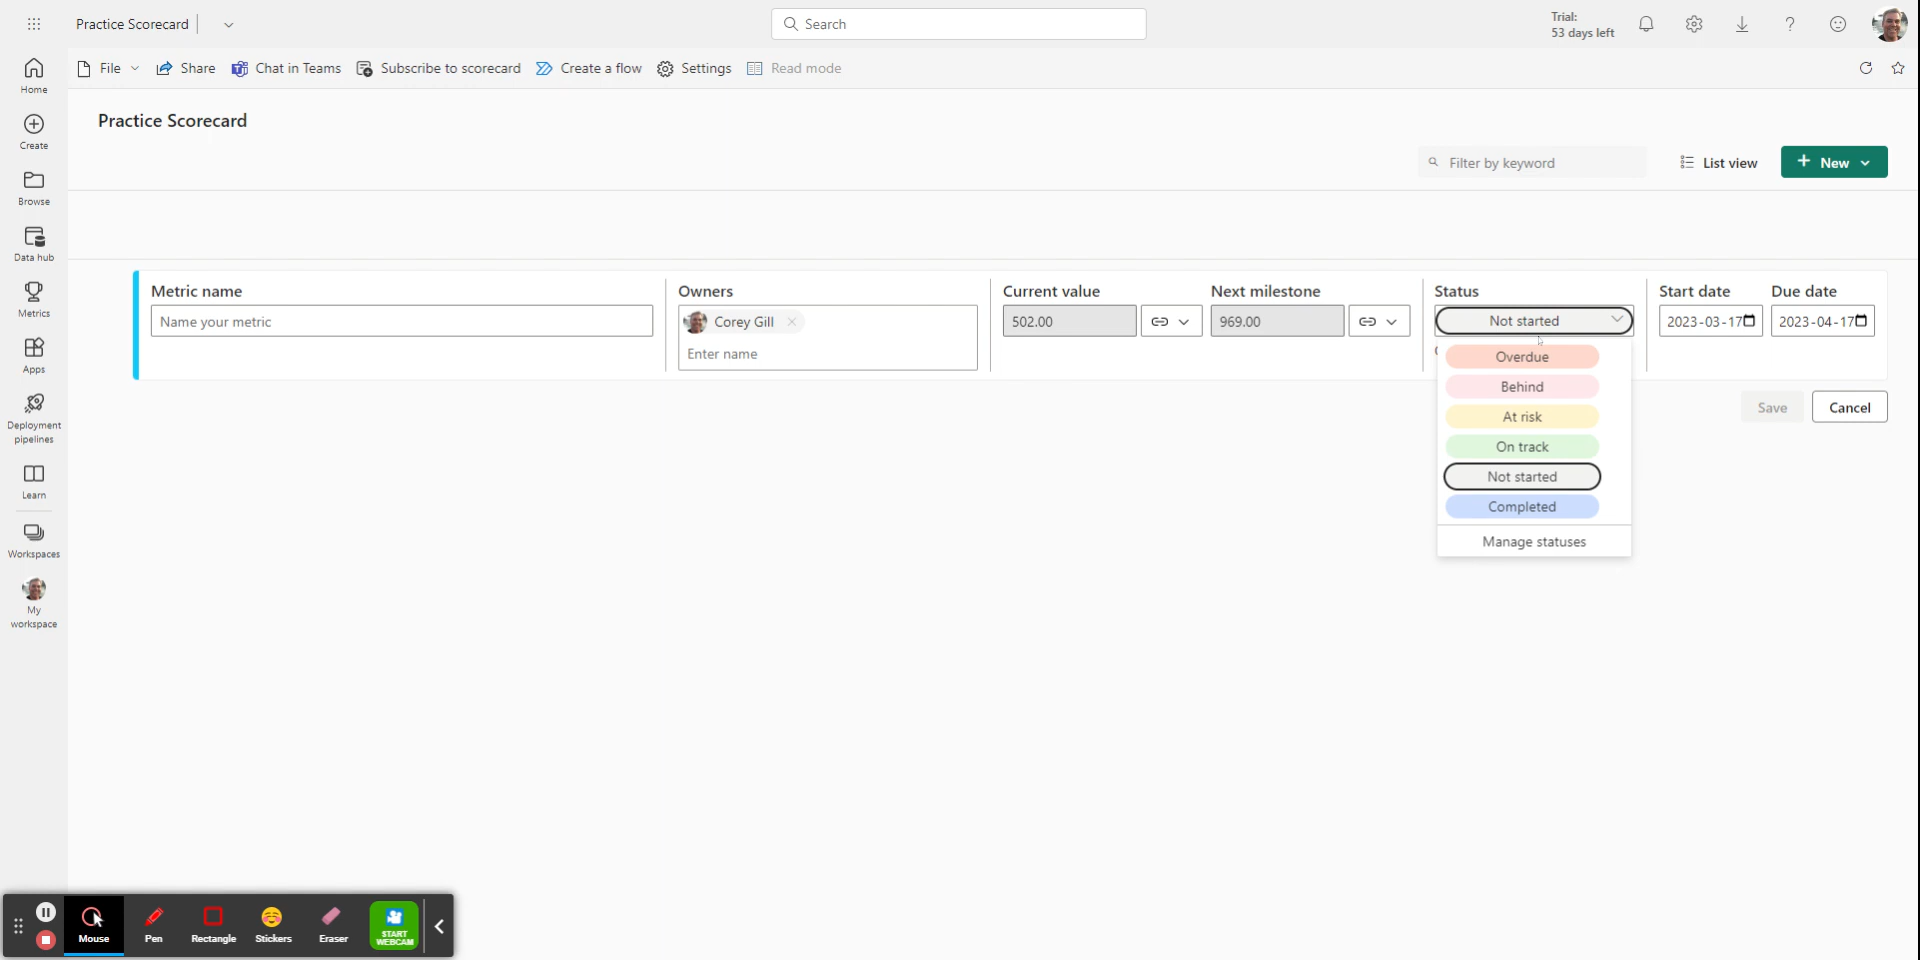 Practice Scorecard
Search
Trial:
53 days left
File
Share
Chat in Teams
Subscribe to scorecard
Create a flow
Settings
Read mode
Home
Create
Browse
Data hub
Metrics
Apps
Deployment
pipelines
Learn
Workspaces
My
workspace
Practice Scorecard
Filter by keyword
List view
New
Metric name
Owners
Current value
Next milestone
Status
Start date
Due date
Name your metric
Corey Gill
Enter name
502.00
969.00
Not started
2023-03-17
2023-04-17
Overdue
Behind
At risk
On track
Not started
Completed
Manage statuses
Save
Cancel
Mouse
Pen
Rectangle
Stickers
Eraser
START
WEBCAM